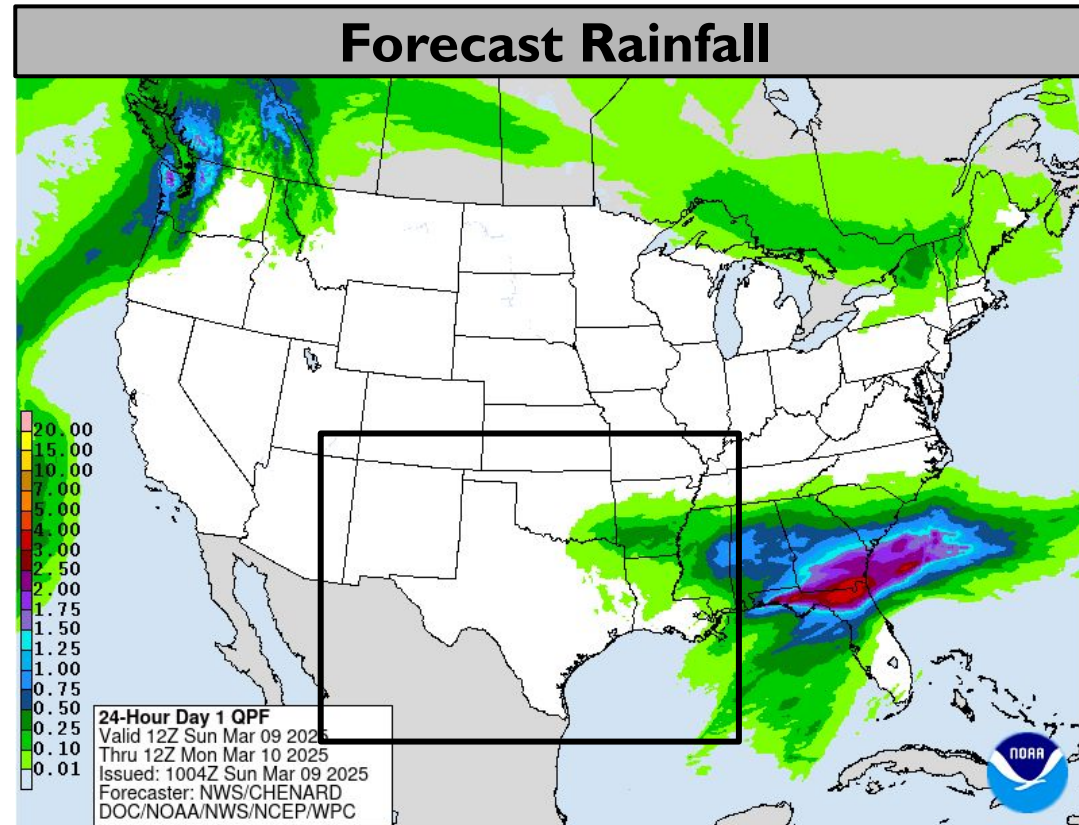 Forecast Rainfall
20.00
15.00
10.00
7.00
5.00
4.00
3.00
2.50
2.00
1.75
1.50
1.25
1.00
0.75
0.50
0.25
0.10
0.01
24-Hour Day 1 QPF
Valid 12Z Sun Mar 09 2025
Thru 12Z Mon Mar 10 2025
Issued: 1004Z Sun Mar 09 2025
Forecaster: NWS/CHENARD
DOC/NOAA/NWS/NCEP/WPC
NOAA